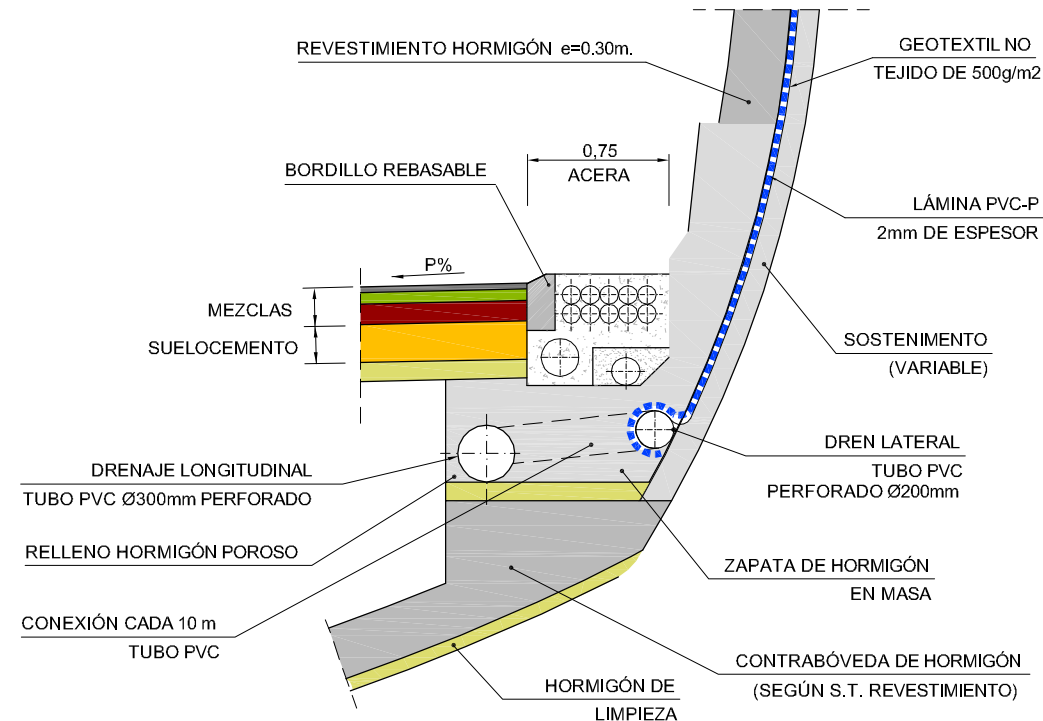 REVESTIMIENTO HORMIGÓN e=0.30m.
GEOTEXTIL NO
TEJIDO DE 500g/m2
0,75
ACERA
BORDILLO REBASABLE
LÁMINA PVC-P
2mm DE ESPESOR
P%
MEZCLAS
SUELOCEMENTO
SOSTENIMENTO
(VARIABLE)
DREN LATERAL
TUBO PVC
PERFORADO Ø200mm
DRENAJE LONGITUDINAL
TUBO PVC Ø300mm PERFORADO
RELLENO HORMIGÓN POROSO
ZAPATA DE HORMIGÓN
EN MASA
CONEXIÓN CADA 10 m
TUBO PVC
CONTRABÓVEDA DE HORMIGÓN
(SEGÚN S.T. REVESTIMIENTO)
HORMIGÓN DE
LIMPIEZA